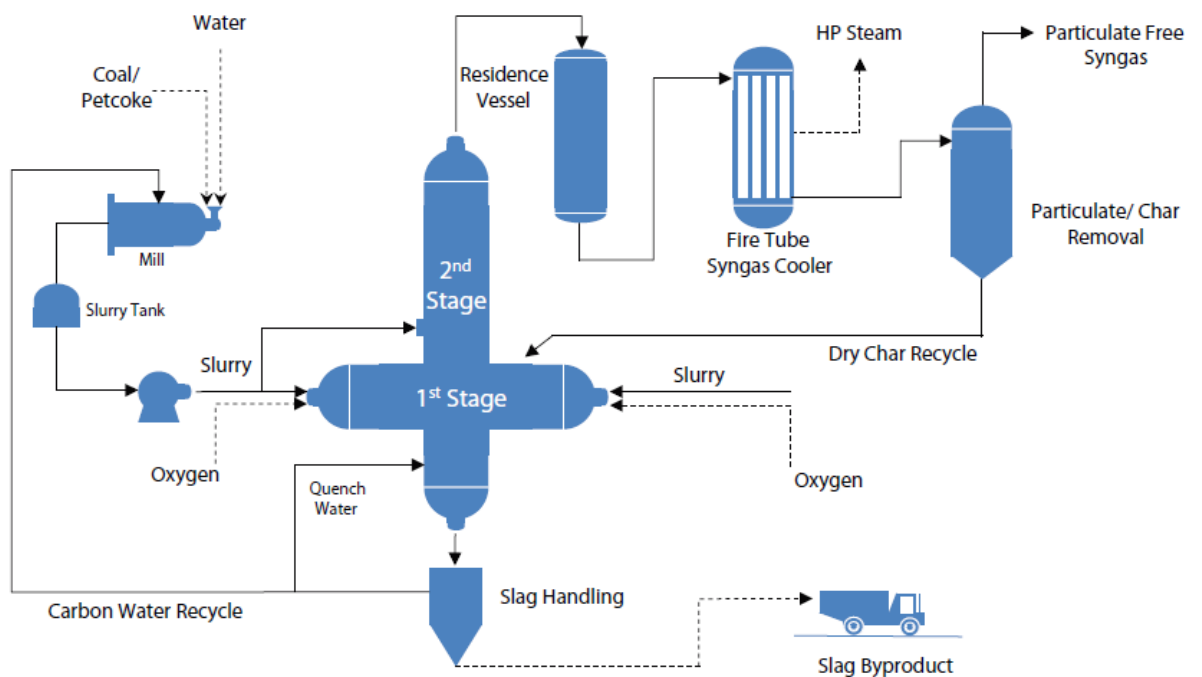 Water
Coal/
Petcoke
Mill
Slurry Tank
Slurry
Oxygen
Quench
Water
Carbon Water Recycle
2nd
Stage
1st Stage
Residence
Vessel
HP Steam
Fire Tube
Syngas Cooler
Particulate Free
Syngas
Particulate/ Char
Removal
Dry Char Recycle
Slurry
Oxygen
Slag Handling
Slag Byproduct